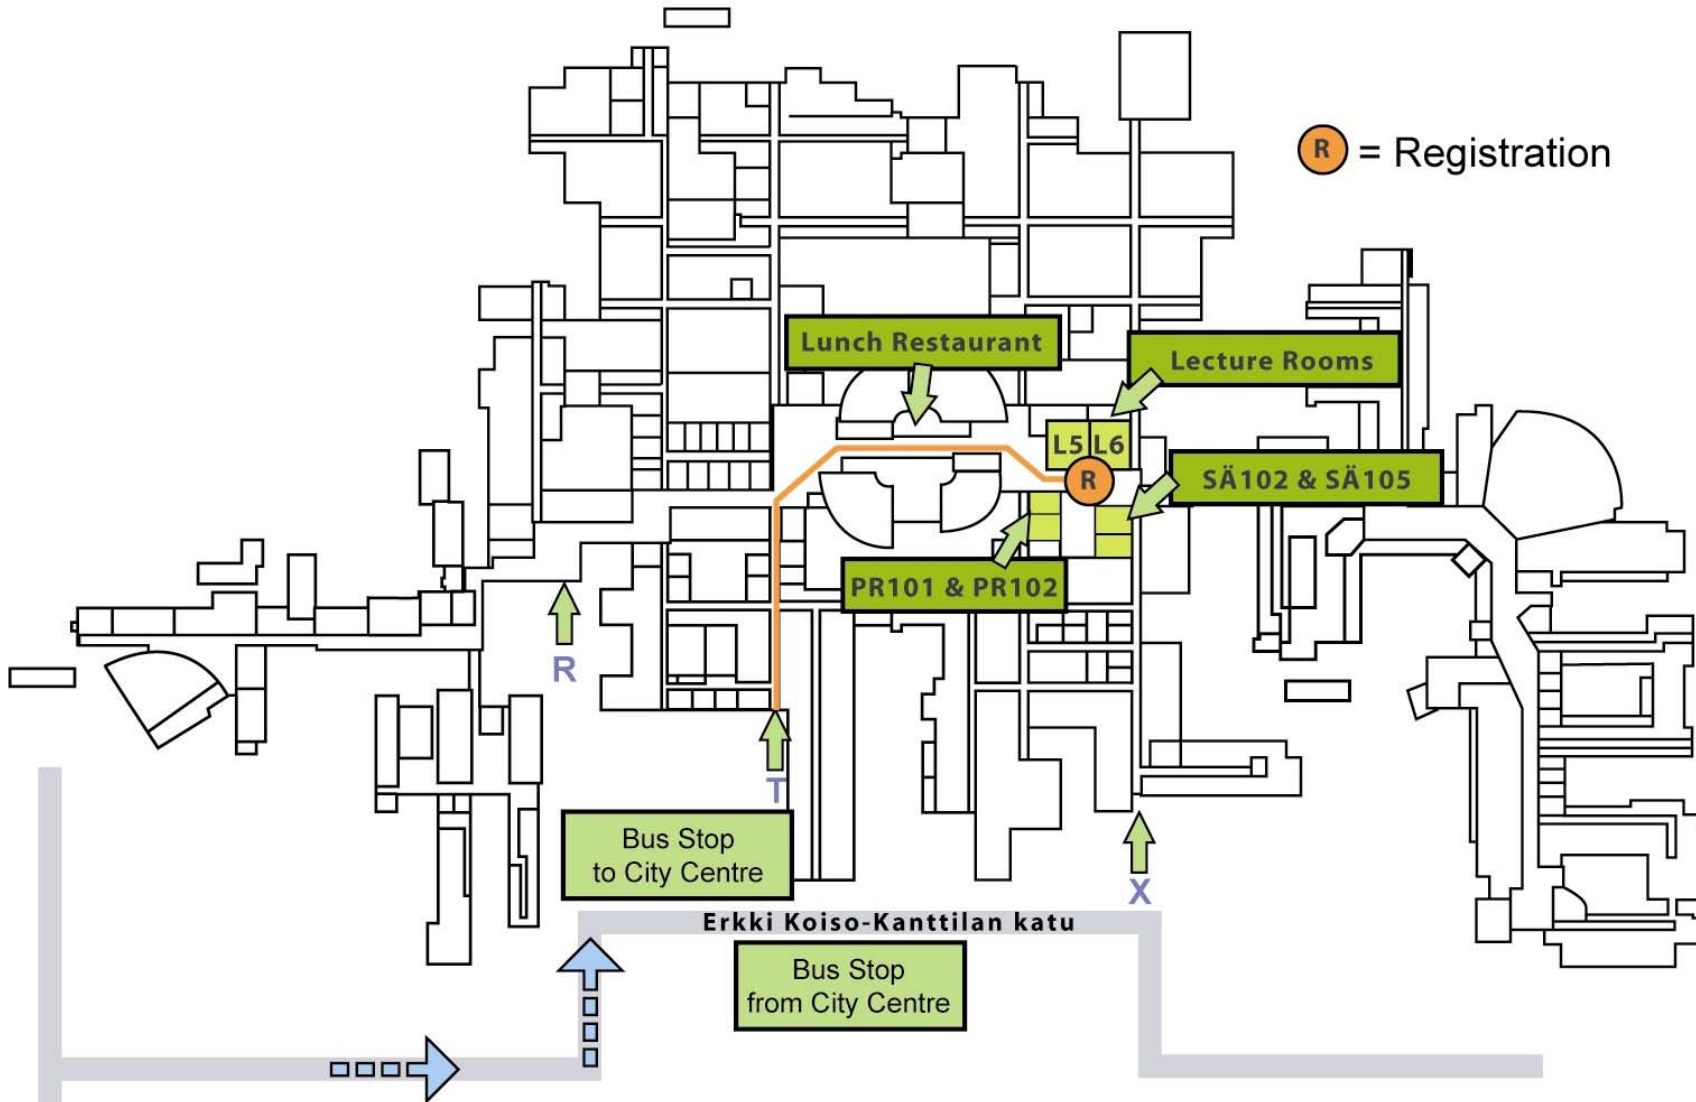 R = Registration
Lunch Restaurant
Lecture Rooms
L5 L6
R
SÄ102 & SÄ105
PR101 & PR102
R
T
Bus Stop
to City Centre
X
Erkki Koiso-Kanttilan katu
Bus Stop
from City Centre